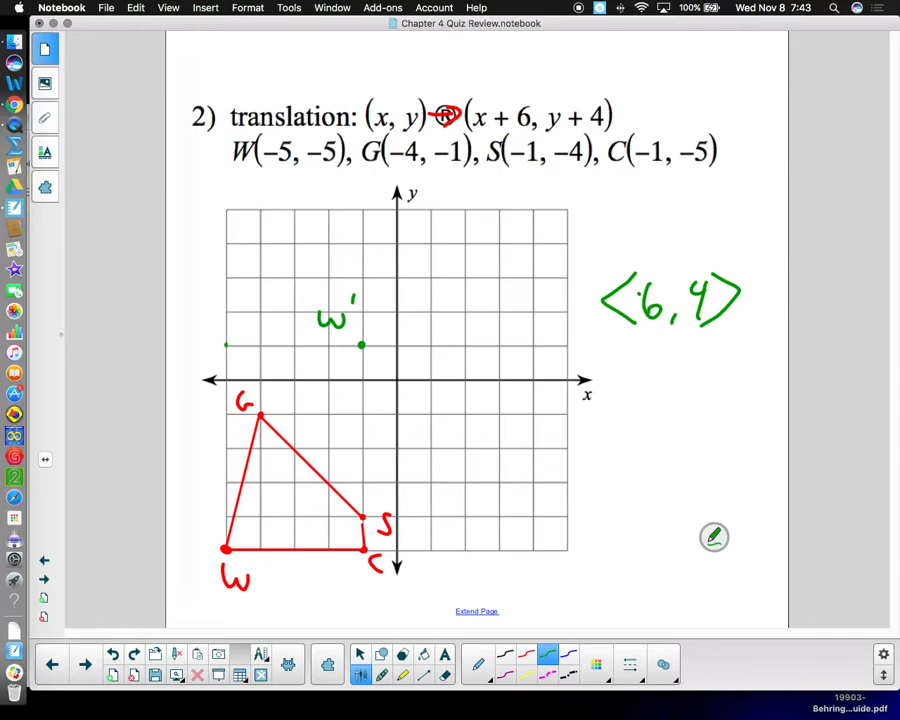 Notebook File Edit View Insert Format Tools Window Add-ons Account Help 100% Wed Nov 8 7:43
Chapter 4 Quiz Review.notebook
2) translation: (x, y) → (x + 6, y + 4)
W(−5, −5), G(−4, −1), S(−1, −4), C(−1, −5)
y
<6, 4>
W'
x
G
S
C
W
Extend Page
19903-
Behring...uide.pdf